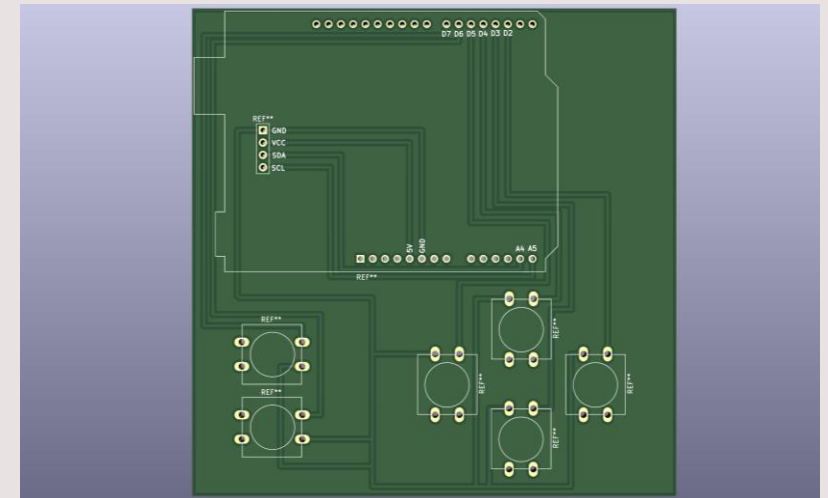 D7 D6 D5 D4 D3 D2
REF**
GND
VCC
SDA
SCL
5V
GND
A4 A5
REF**
REF**
REF**
REF**
REF**
REF**
REF**